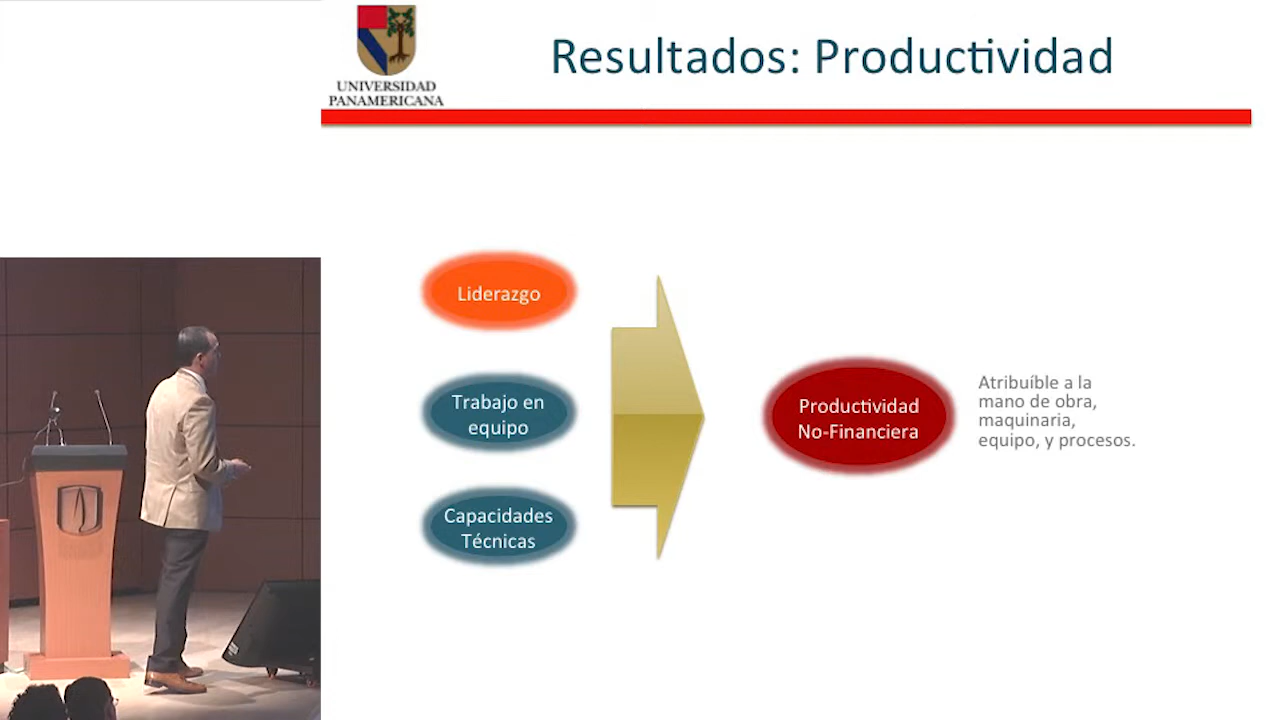 UNIVERSIDAD
PANAMERICANA
Resultados: Productividad
Liderazgo
Trabajo en
equipo
Capacidades
Técnicas
Productividad
No-Financiera
Atribuíble a la
mano de obra,
maquinaria,
equipo, y procesos.